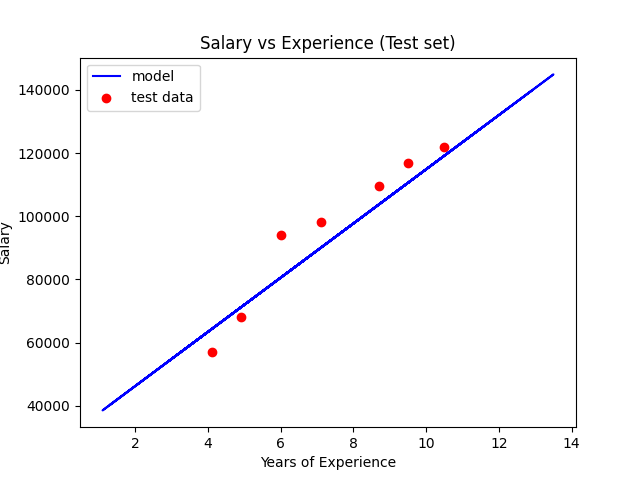 Salary vs Experience (Test set)
model
test data
140000
120000
100000
80000
60000
40000
Salary
2 4 6 8 10 12 14
Years of Experience